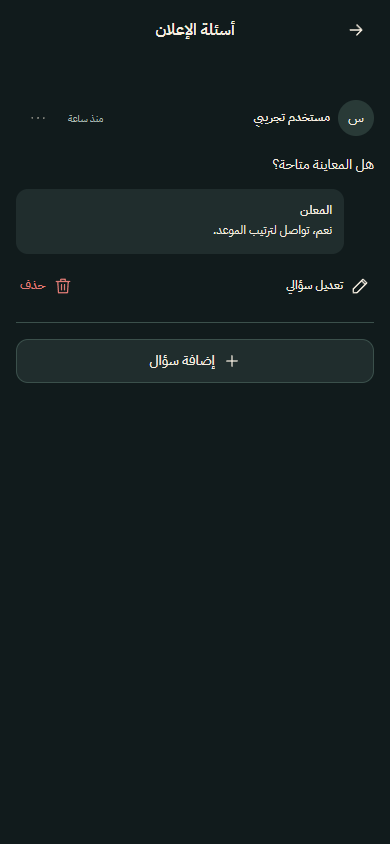 أسئلة الإعلان
س
مستخدم تجريبي
منذ ساعة
هل المعاينة متاحة؟
المعلن
نعم، تواصل لترتيب الموعد.
تعديل سؤالي
حذف
إضافة سؤال